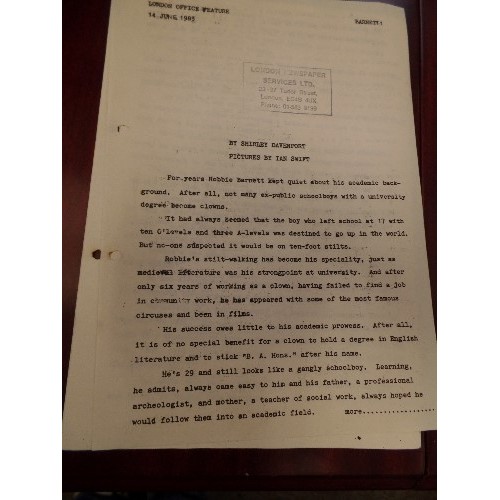 LONDON OFFICE FEATURE
14 JUNE, 1985
BARNETT:
LONDON NEWSPAPER
SERVICES LTD.
Tudor Street,
London,
Phone:
BY SHIRLEY DAVENPORT
PICTURES BY IAN SWIFT
For years Robbie Barnett kept quiet about his academic back-
ground. After all, not many ex-public schoolboys with a university
degree become clowns.
It had always seemed that the boy who left school at 17 with
ten O'levels and three A-levels was destined to go up in the world.
But no-one suspected it would be on ten-foot stilts.
Robbie's stilt-walking has become his speciality, just as
medieval literature was his strongpoint at university. And after
only six years of working as a clown, having failed to find a job
in community work, he has appeared with some of the most famous
circuses and been in films.
His success owes little to his academic prowess. After all,
it is of no special benefit for a clown to hold a degree in English
literature and to stick "B. A. Hons." after his name.
He's 29 and still looks like a gangly schoolboy. Learning,
he admits, always came easy to him and his father, a professional
archeologist, and mother, a teacher of social work, always hoped he
would follow them into an academic field.
more..................